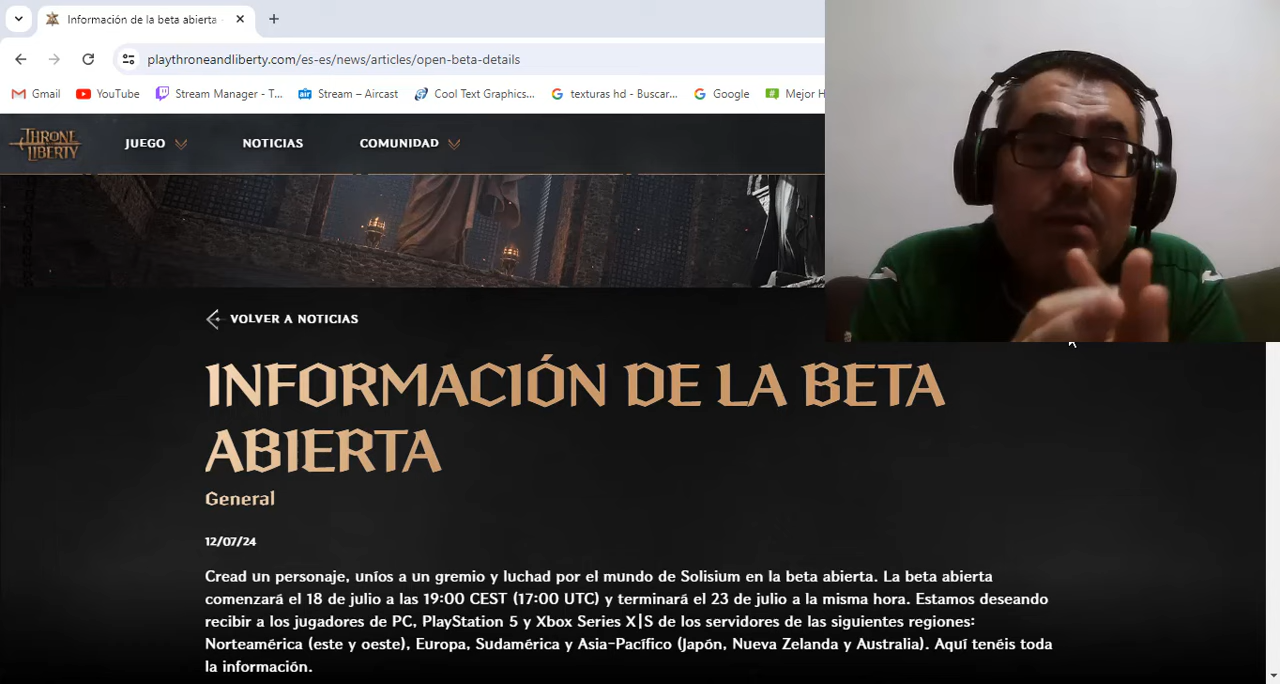 Información de la beta abierta
playthroneandliberty.com/es-es/news/articles/open-beta-details
Gmail YouTube Stream Manager - T... Stream – Aircast Cool Text Graphics... texturas hd - Buscar... Google Mejor H
THRONE AND LIBERTY JUEGO NOTICIAS COMUNIDAD
VOLVER A NOTICIAS
INFORMACIÓN DE LA BETA
ABIERTA
General
12/07/24
Cread un personaje, uníos a un gremio y luchad por el mundo de Solisium en la beta abierta. La beta abierta
comenzará el 18 de julio a las 19:00 CEST (17:00 UTC) y terminará el 23 de julio a la misma hora. Estamos deseando
recibir a los jugadores de PC, PlayStation 5 y Xbox Series X|S de los servidores de las siguientes regiones:
Norteamérica (este y oeste), Europa, Sudamérica y Asia-Pacífico (Japón, Nueva Zelanda y Australia). Aquí tenéis toda
la información.